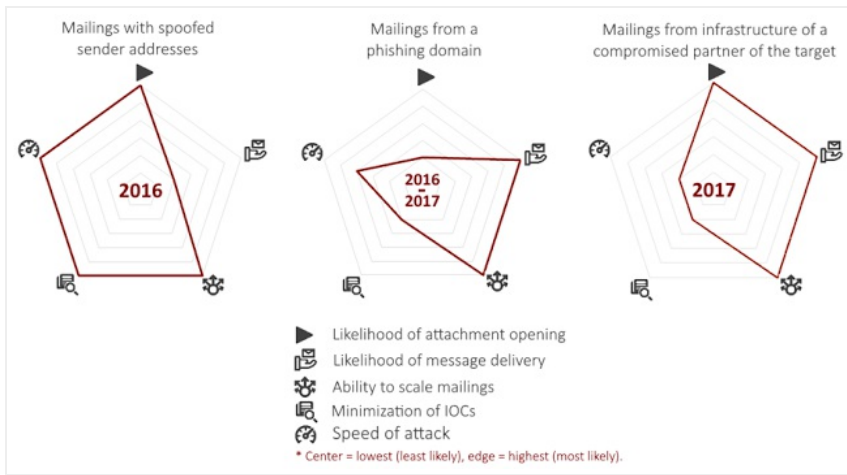 Mailings with spoofed
sender addresses
2016
Mailings from a
phishing domain
2016
-
2017
Mailings from infrastructure of a
compromised partner of the target
2017
Likelihood of attachment opening
Likelihood of message delivery
Ability to scale mailings
Minimization of IOCs
Speed of attack
* Center = lowest (least likely), edge = highest (most likely).